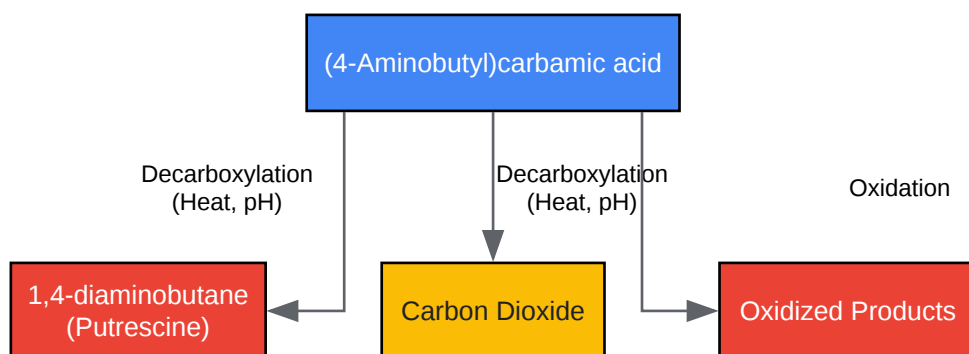 (4-Aminobutyl)carbamic acid
Decarboxylation
(Heat, pH)
Decarboxylation
(Heat, pH)
Oxidation
1,4-diaminobutane
(Putrescine)
Carbon Dioxide
Oxidized Products